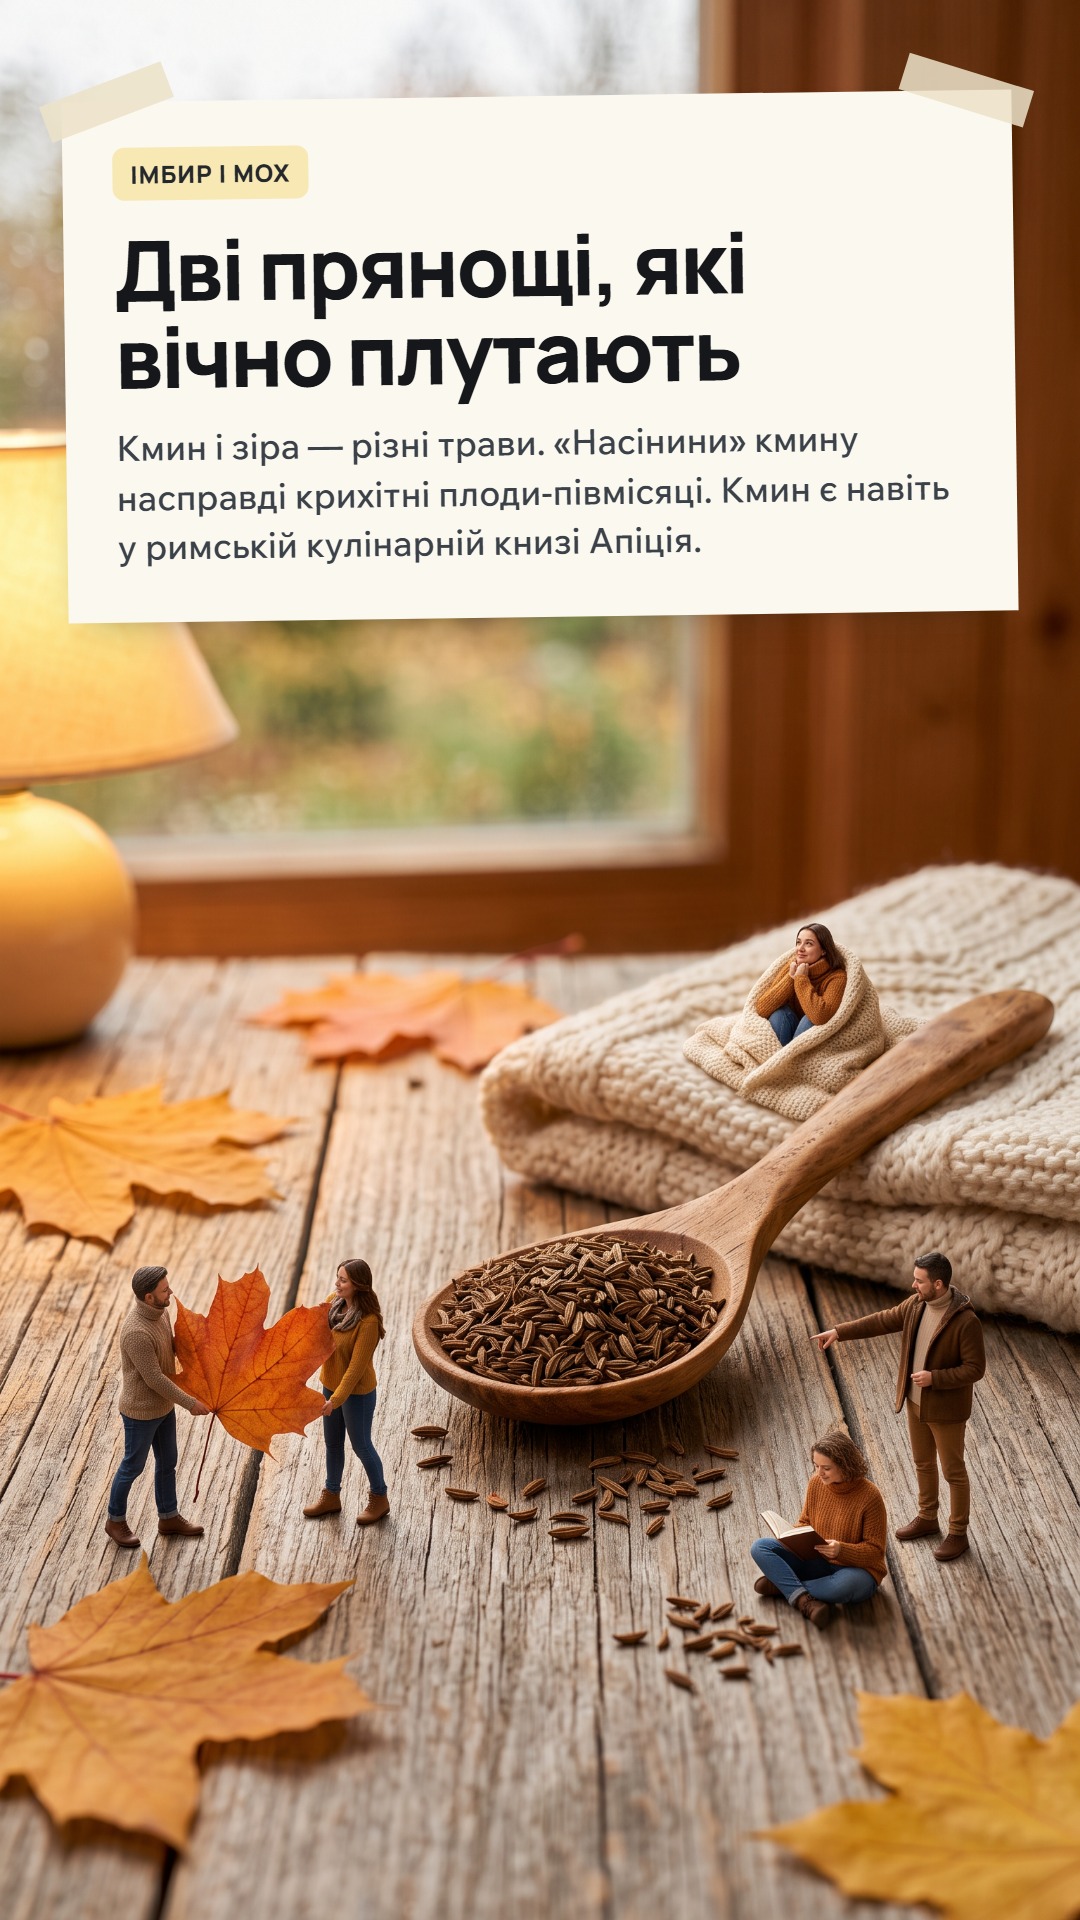 ІМБИР І МОХ
Дві прянощі, які
вічно плутають
Кмин і зіра — різні трави. «Насінини» кмину
насправді крихітні плоди-півмісяці. Кмин є навіть
у римській кулінарній книзі Апіція.